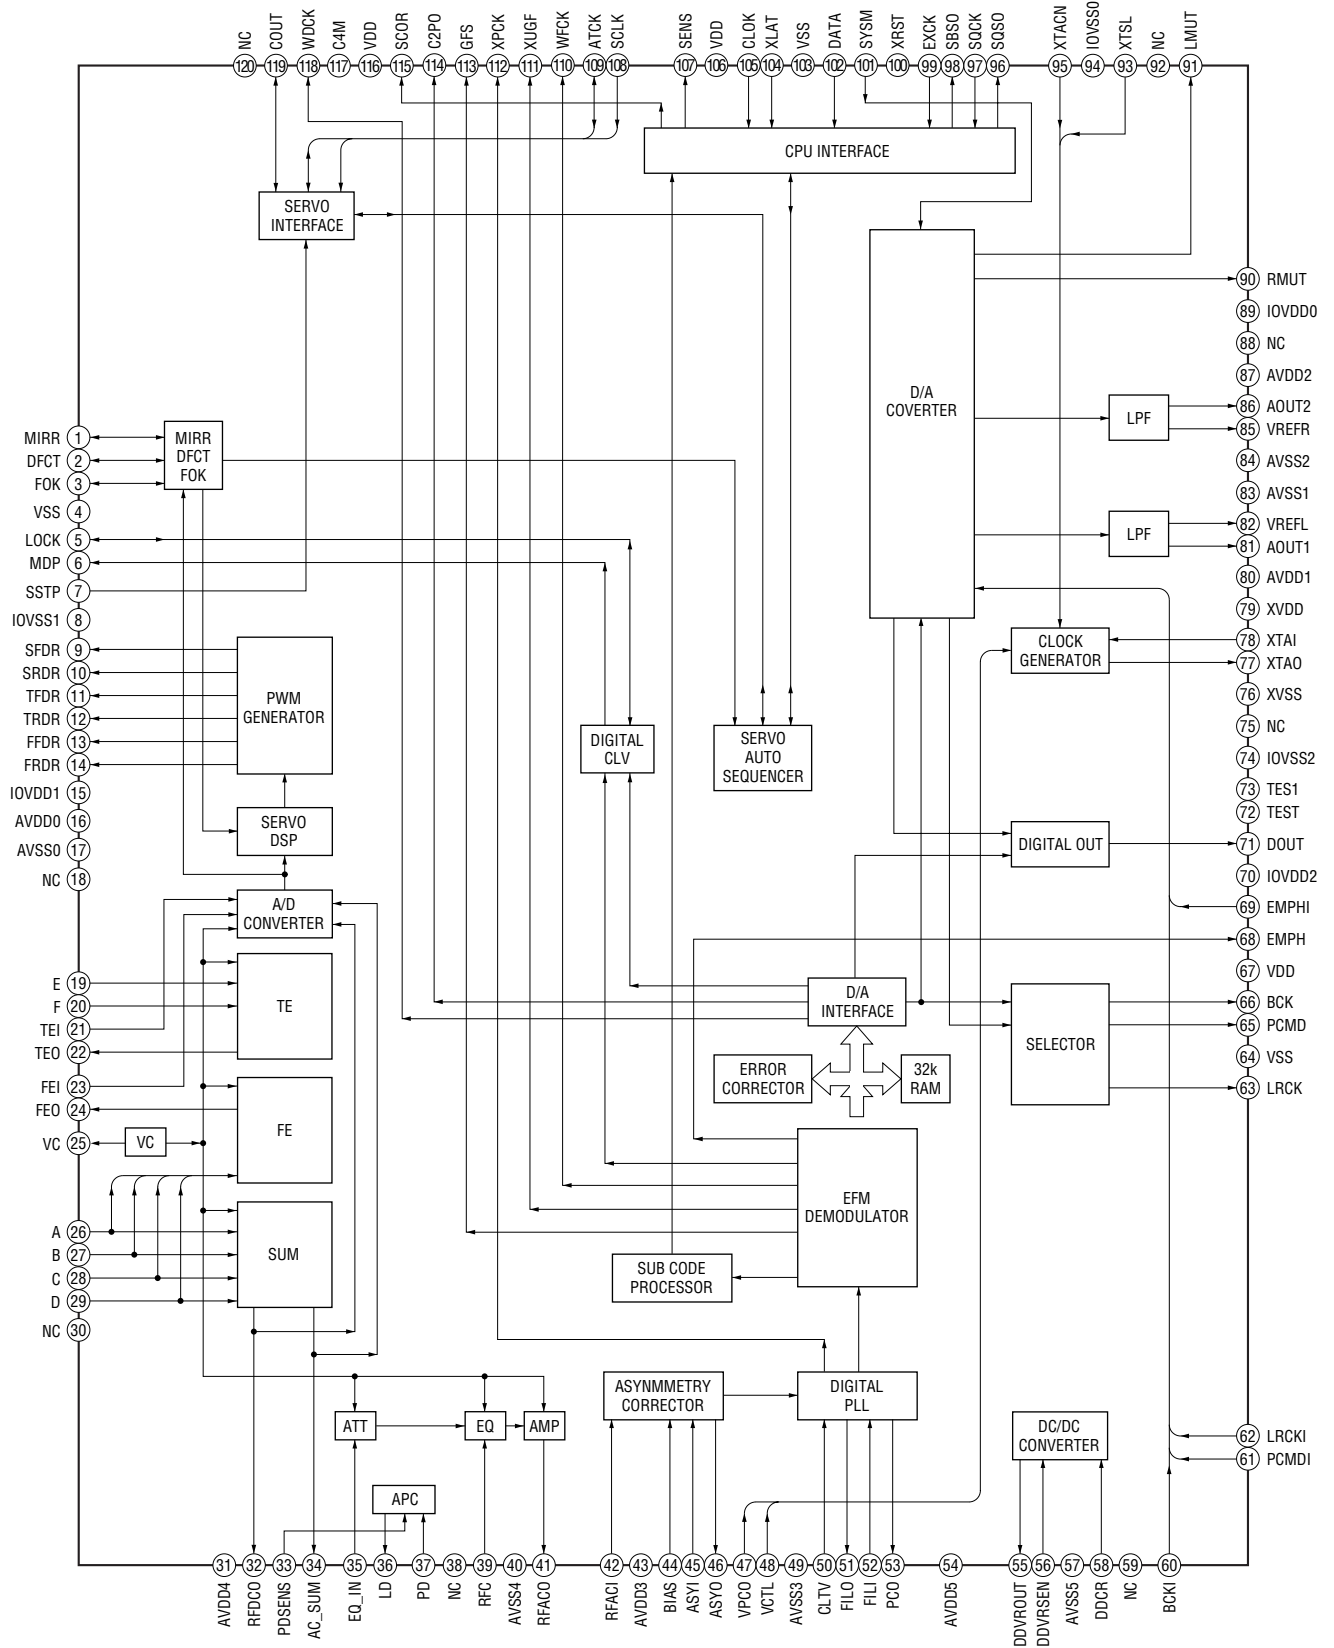 NC COUT WDCK C4M VDD SCOR C2PO GFS XPCK XUGF WFCK ATCK SCLK SENS VDD CLOK XLAT VSS DATA SYSM XRST EXCK SBSO SQCK SQSO XTACN IOVSS0 XTSL NC LMUT
120 119 118 117 116 115 114 113 112 111 110 109 108 107 106 105 104 103 102 101 100 99 98 97 96 95 94 93 92 91
CPU INTERFACE
SERVO
INTERFACE
D/A
COVERTER
90 RMUT
89 IOVDD0
88 NC
87 AVDD2
86 AOUT2
85 VREFR
84 AVSS2
83 AVSS1
82 VREFL
81 AOUT1
80 AVDD1
79 XVDD
78 XTAI
77 XTAO
76 XVSS
75 NC
74 IOVSS2
73 TES1
72 TEST
71 DOUT
70 IOVDD2
69 EMPHI
68 EMPH
67 VDD
66 BCK
65 PCMD
64 VSS
63 LRCK
62 LRCKI
61 PCMDI
LPF
LPF
MIRR 1
DFCT 2
FOK 3
VSS 4
LOCK 5
MDP 6
SSTP 7
IOVSS1 8
SFDR 9
SRDR 10
TFDR 11
TRDR 12
FFDR 13
FRDR 14
IOVDD1 15
AVDD0 16
AVSS0 17
NC 18
E 19
F 20
TEI 21
TEO 22
FEI 23
FEO 24
VC 25
A 26
B 27
C 28
D 29
NC 30
MIRR
DFCT
FOK
PWM
GENERATOR
CLOCK
GENERATOR
DIGITAL
CLV
SERVO
AUTO
SEQUENCER
SERVO
DSP
DIGITAL OUT
A/D
CONVERTER
TE
D/A
INTERFACE
SELECTOR
ERROR
CORRECTOR
32k
RAM
FE
VC
EFM
DEMODULATOR
SUM
SUB CODE
PROCESSOR
ASYNMMETRY
CORRECTOR
DIGITAL
PLL
ATT
EQ
AMP
DC/DC
CONVERTER
APC
31 32 33 34 35 36 37 38 39 40 41 42 43 44 45 46 47 48 49 50 51 52 53 54 55 56 57 58 59 60
AVDD4 RFDCO PDSENS AC_SUM EQ_IN LD PD NC RFC AVSS4 RFACO RFACI AVDD3 BIAS ASYI ASYO VPCO VCTL AVSS3 CLTV FILO FILI PCO AVDD5 DDVROUT DDVRSEN AVSS5 DDCR NC BCKI